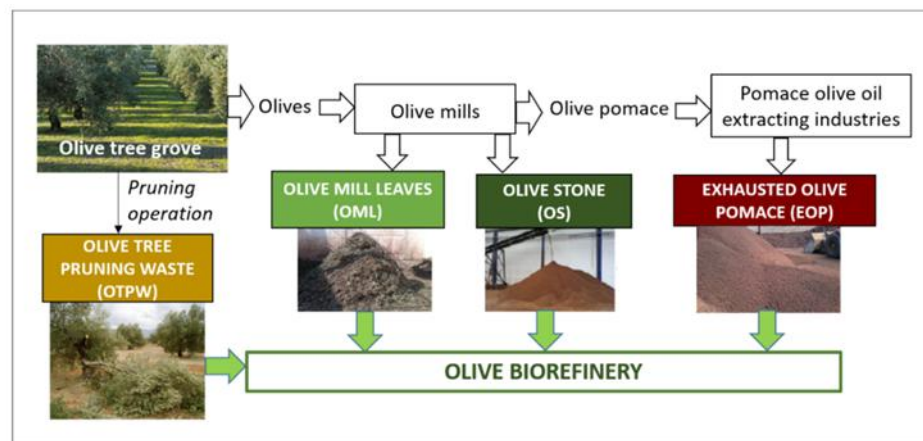 Olive tree grove
Olives
Olive mills
Olive pomace
Pomace olive oil
extracting industries
Pruning
operation
OLIVE TREE
PRUNING WASTE
(OTPW)
OLIVE MILL LEAVES
(OML)
OLIVE STONE
(OS)
EXHAUSTED OLIVE
POMACE (EOP)
OLIVE BIOREFINERY